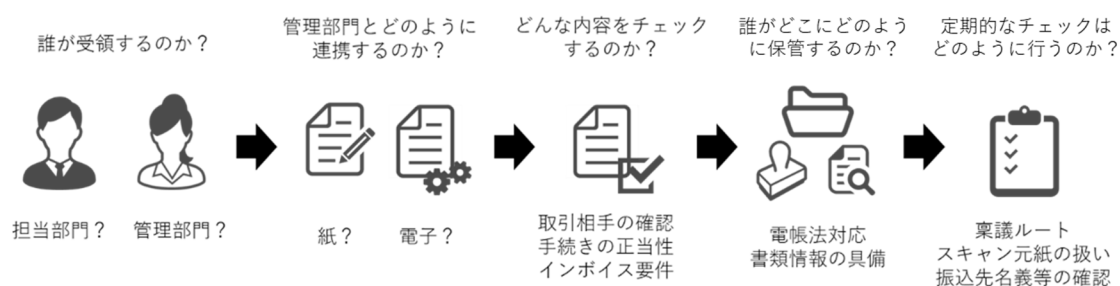 誰が受領するのか？
担当部門？
管理部門？
管理部門とどのように
連携するのか？
紙？
電子？
どんな内容をチェック
するのか？
取引相手の確認
手続きの正当性
インボイス要件
誰がどこにどのよう
に保管するのか？
電帳法対応
書類情報の具備
定期的なチェックは
どのように行うのか？
稟議ルート
スキャン元紙の扱い
振込先名義等の確認